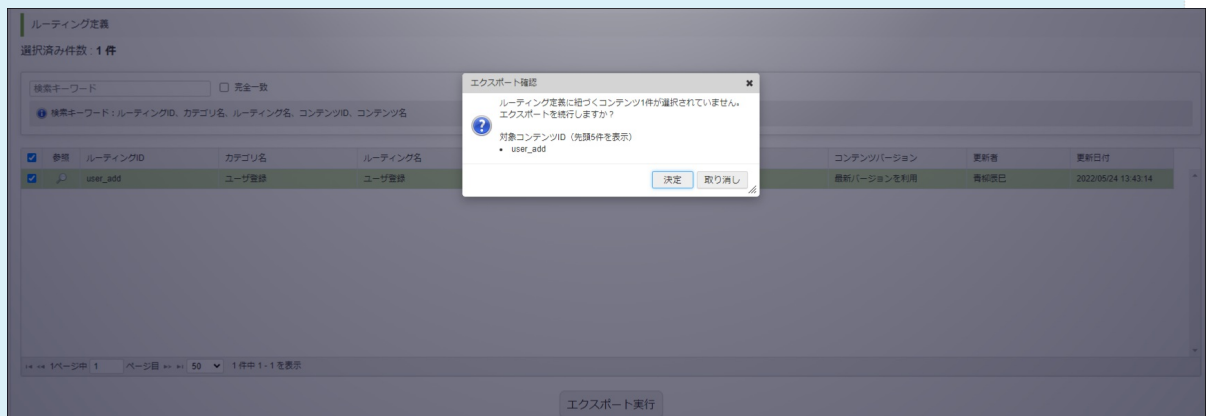 ルーティング定義
選択済み件数 : 1 件
検索キーワード
完全一致
検索キーワード：ルーティングID、カテゴリ名、ルーティング名、コンテンツID、コンテンツ名
エクスポート確認
ルーティング定義に紐づくコンテンツ1件が選択されていません。
エクスポートを続行しますか？
対象コンテンツID（先頭5件を表示）
• user_add
決定 取り消し
参照 ルーティングID カテゴリ名 ルーティング名 コンテンツバージョン 更新者 更新日付
user_add ユーザ登録 ユーザ登録 最新バージョンを利用 青柳辰巳 2022/05/24 13:43:14
1ページ中 1 ページ目 50 1 件中 1 - 1 を表示
エクスポート実行